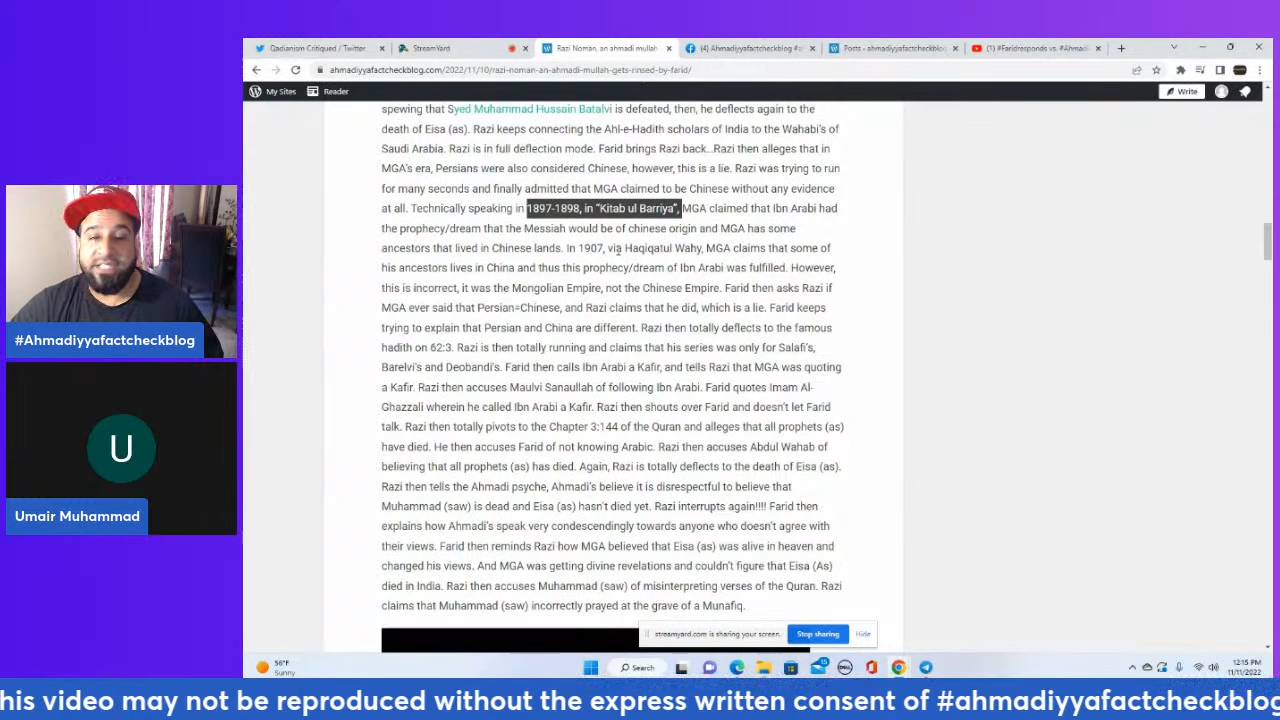 Qadianism Critiqued / Twitter
StreamYard
Razi Noman, an ahmadi mullah
(4) Ahmadiyyafactcheckblog #a
Posts - ahmadiyyafactcheckblog
(1) #Faridresponds vs. #Ahmadi
ahmadiyyafactcheckblog.com/2022/11/10/razi-noman-an-ahmadi-mullah-gets-rinsed-by-farid/
My Sites
Reader
Write
spewing that Syed Muhammad Hussain Batalvi is defeated, then, he deflects again to the
death of Eisa (as). Razi keeps connecting the Ahl-e-Hadith scholars of India to the Wahabi's of
Saudi Arabia. Razi is in full deflection mode. Farid brings Razi back...Razi then alleges that in
MGA's era, Persians were also considered Chinese, however, this is a lie. Razi was trying to run
for many seconds and finally admitted that MGA claimed to be Chinese without any evidence
at all. Technically speaking in 1897-1898, in "Kitab ul Barriya", MGA claimed that Ibn Arabi had
the prophecy/dream that the Messiah would be of chinese origin and MGA has some
ancestors that lived in Chinese lands. In 1907, via Haqiqatul Wahy, MGA claims that some of
his ancestors lives in China and thus this prophecy/dream of Ibn Arabi was fulfilled. However,
this is incorrect, it was the Mongolian Empire, not the Chinese Empire. Farid then asks Razi if
MGA ever said that Persian=Chinese, and Razi claims that he did, which is a lie. Farid keeps
trying to explain that Persian and China are different. Razi then totally deflects to the famous
hadith on 62:3. Razi is then totally running and claims that his series was only for Salafi's,
Barelvi's and Deobandi's. Farid then calls Ibn Arabi a Kafir, and tells Razi that MGA was quoting
a Kafir. Razi then accuses Maulvi Sanaullah of following Ibn Arabi. Farid quotes Imam Al-
Ghazzali wherein he called Ibn Arabi a Kafir. Razi then shouts over Farid and doesn't let Farid
talk. Razi then totally pivots to the Chapter 3:144 of the Quran and alleges that all prophets (as)
have died. He then accuses Farid of not knowing Arabic. Razi then accuses Abdul Wahab of
believing that all prophets (as) has died. Again, Razi is totally deflects to the death of Eisa (as).
Razi then tells the Ahmadi psyche, Ahmadi's believe it is disrespectful to believe that
Muhammad (saw) is dead and Eisa (as) hasn't died yet. Razi interrupts again!!!! Farid then
explains how Ahmadi's speak very condescendingly towards anyone who doesn't agree with
their views. Farid then reminds Razi how MGA believed that Eisa (as) was alive in heaven and
changed his views. And MGA was getting divine revelations and couldn't figure that Eisa (As)
died in India. Razi then accuses Muhammad (saw) of misinterpreting verses of the Quran. Razi
claims that Muhammad (saw) incorrectly prayed at the grave of a Munafiq.
#Ahmadiyyafactcheckblog
U
Umair Muhammad
streamyard.com is sharing your screen.
Stop sharing
Hide
56°F
Sunny
Search
12:15 PM
11/11/2022
his video may not be reproduced without the express written consent of #ahmadiyyafactcheckblog